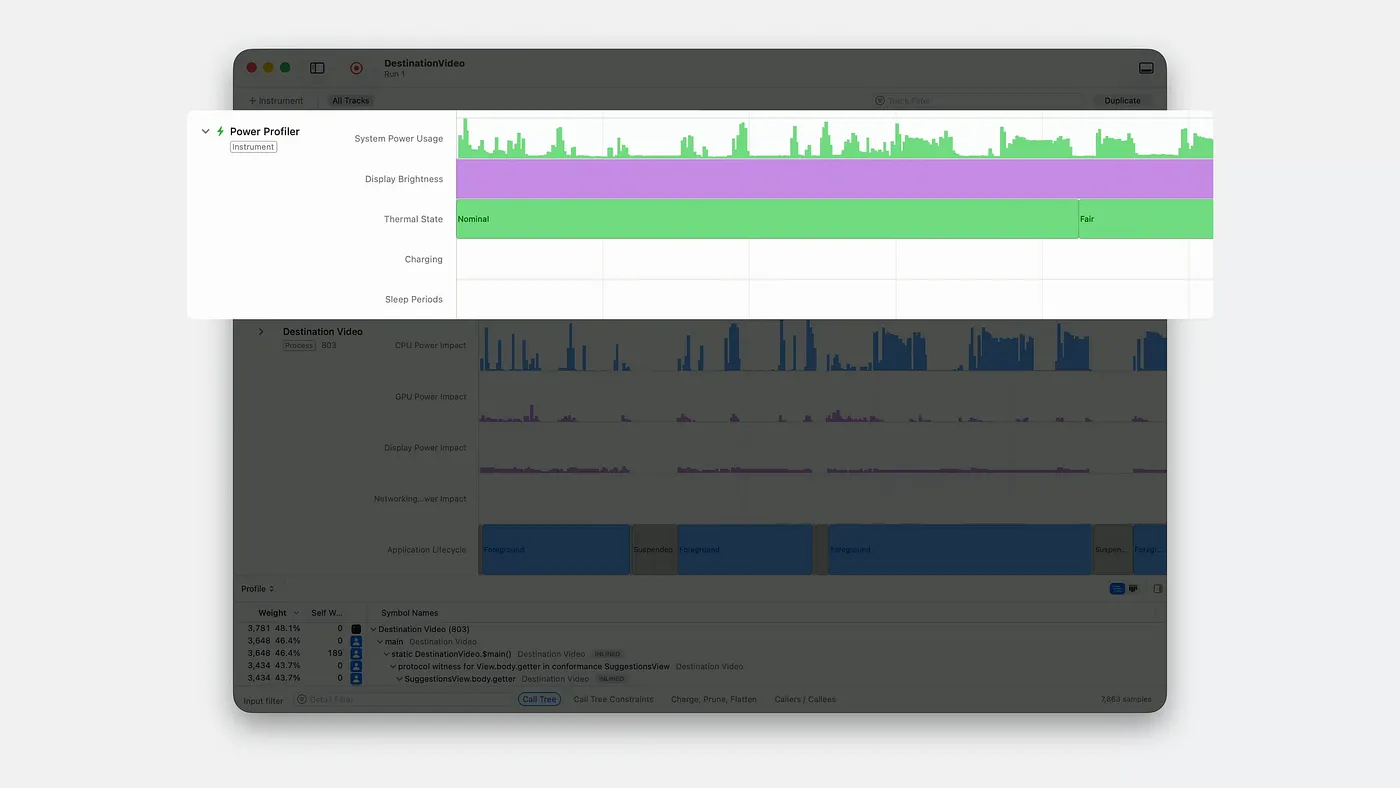 DestinationVideo
Run 1
+ Instrument
All Tracks
Track Filter
Duplicate
Power Profiler
Instrument
System Power Usage
Display Brightness
Thermal State
Nominal
Fair
Charging
Sleep Periods
Destination Video
Process 803
CPU Power Impact
GPU Power Impact
Display Power Impact
Networking...wer Impact
Application Lifecycle
Foreground
Suspended
Foreground
Foreground
Suspen...
Foregr...
Profile
Weight Self W... Symbol Names
3,781 48.1% 0 Destination Video (803)
3,648 46.4% 0 main Destination Video
3,648 46.4% 189 static DestinationVideo.$main() Destination Video INLINED
3,434 43.7% 0 protocol witness for View.body.getter in conformance SuggestionsView Destination Video
3,434 43.7% 0 SuggestionsView.body.getter Destination Video INLINED
Input filter Detail Filter Call Tree Call Tree Constraints Charge, Prune, Flatten Callers / Callees 7,863 samples